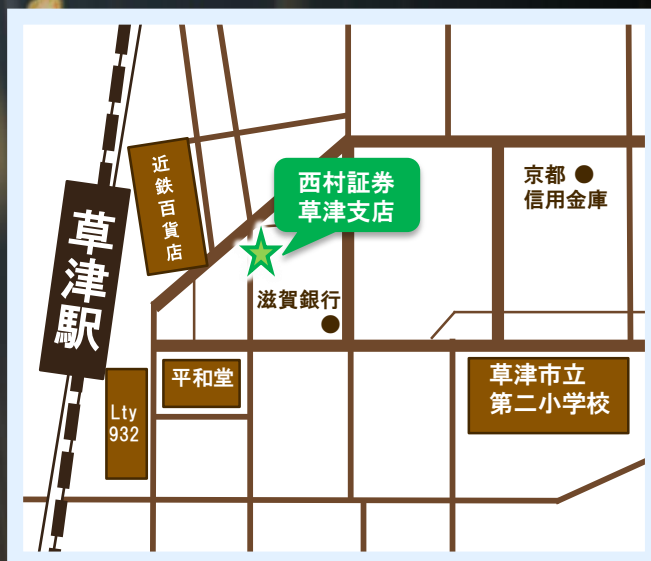 近鉄百貨店
西村証券
草津支店
京都
信用金庫
草津駅
滋賀銀行
平和堂
Lty
932
草津市立
第二小学校